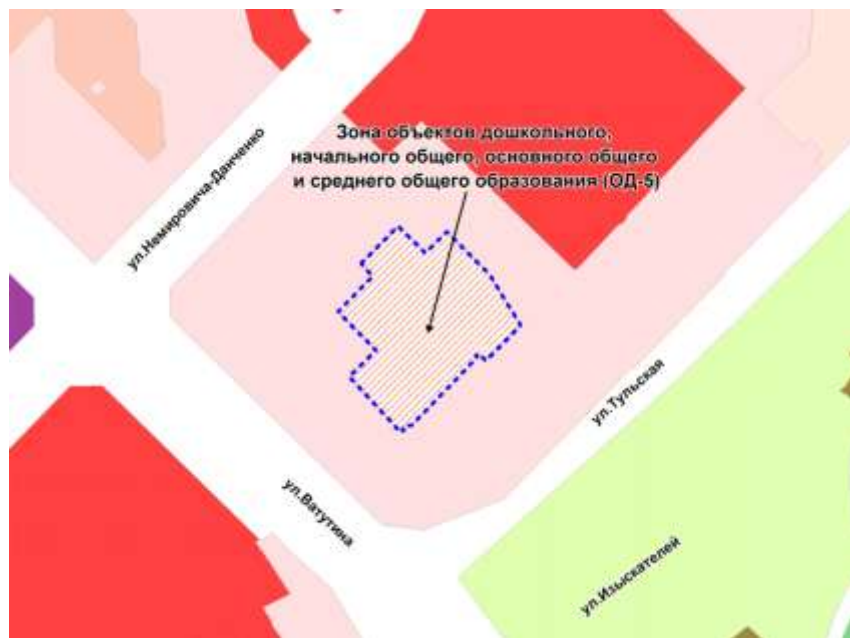 Зона объектов дошкольного,
начального общего, основного общего
и среднего общего образования (ОД-5)
ул.Немировича-Данченко
ул.Тульская
ул.Ватутина
ул.Изыскателей